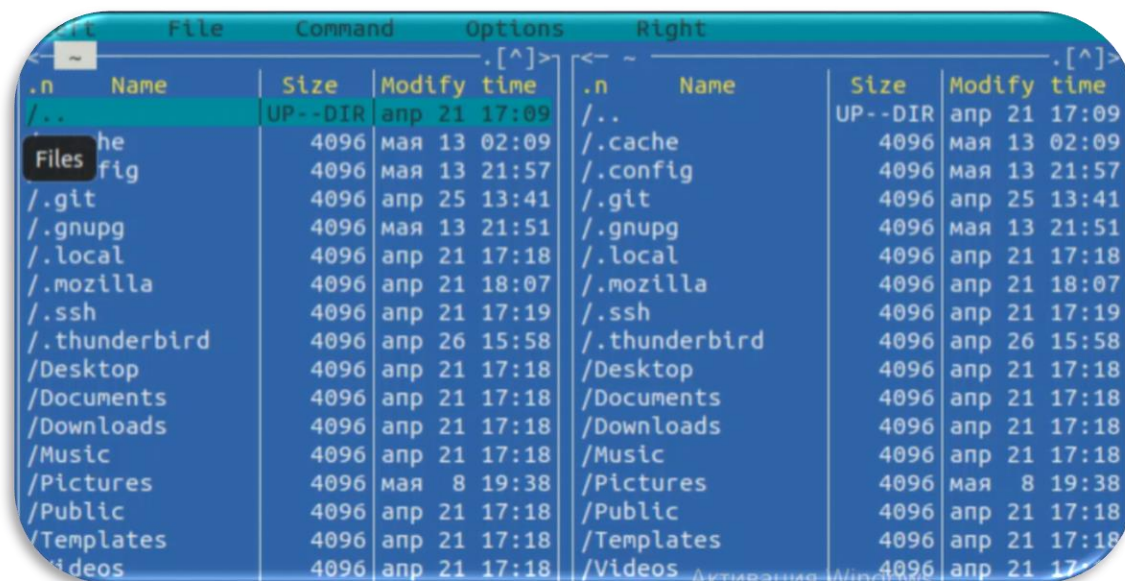 File Command Options Right
~ .[^]> <— ~ .[^]>
.n Name Size Modify time .n Name Size Modify time
/.. UP--DIR апр 21 17:09 /.. UP--DIR апр 21 17:09
he 4096 мая 13 02:09 /.cache 4096 мая 13 02:09
Files
fig 4096 мая 13 21:57 /.config 4096 мая 13 21:57
/.git 4096 апр 25 13:41 /.git 4096 апр 25 13:41
/.gnupg 4096 мая 13 21:51 /.gnupg 4096 мая 13 21:51
/.local 4096 апр 21 17:18 /.local 4096 апр 21 17:18
/.mozilla 4096 апр 21 18:07 /.mozilla 4096 апр 21 18:07
/.ssh 4096 апр 21 17:19 /.ssh 4096 апр 21 17:19
/.thunderbird 4096 апр 26 15:58 /.thunderbird 4096 апр 26 15:58
/Desktop 4096 апр 21 17:18 /Desktop 4096 апр 21 17:18
/Documents 4096 апр 21 17:18 /Documents 4096 апр 21 17:18
/Downloads 4096 апр 21 17:18 /Downloads 4096 апр 21 17:18
/Music 4096 апр 21 17:18 /Music 4096 апр 21 17:18
/Pictures 4096 мая 8 19:38 /Pictures 4096 мая 8 19:38
/Public 4096 апр 21 17:18 /Public 4096 апр 21 17:18
/Templates 4096 апр 21 17:18 /Templates 4096 апр 21 17:18
ideos 4096 апр 21 17:18 /Videos 4096 апр 21